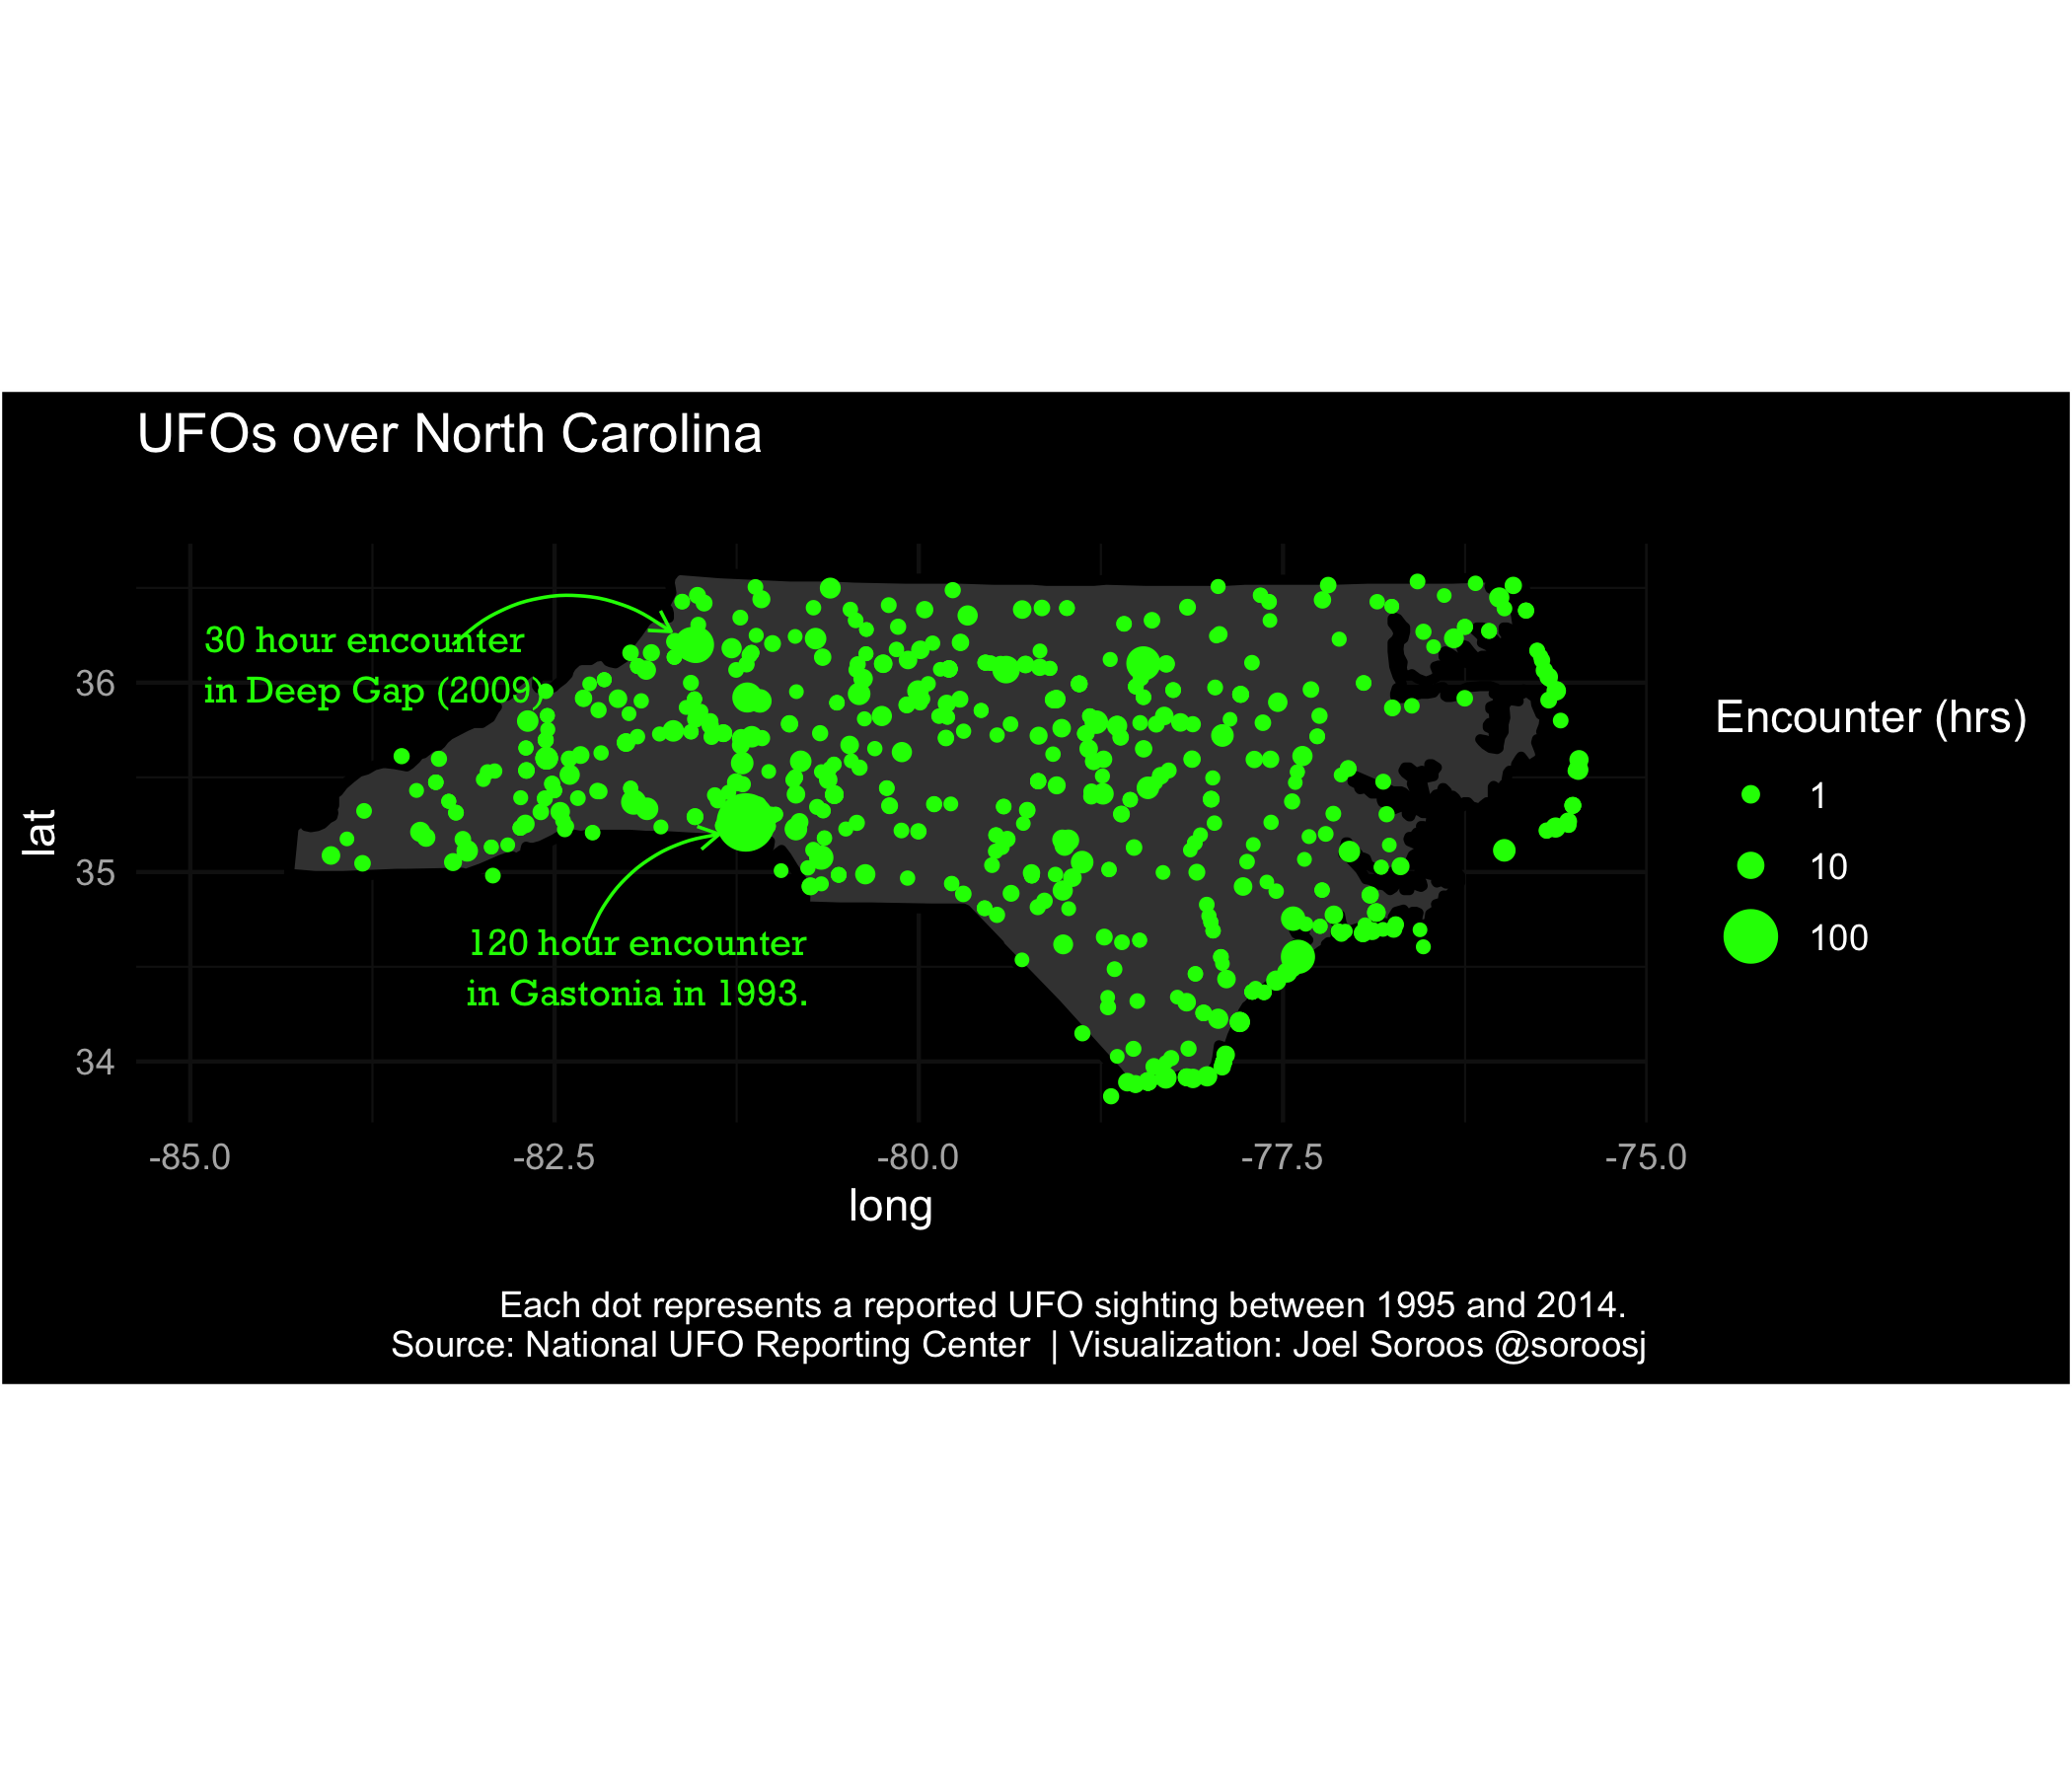 UFOs over North Carolina
30 hour encounter
in Deep Gap (2009)
120 hour encounter
in Gastonia in 1993.
lat
36
35
34
-85.0
-82.5
-80.0
-77.5
-75.0
long
Encounter (hrs)
1
10
100
Each dot represents a reported UFO sighting between 1995 and 2014.
Source: National UFO Reporting Center | Visualization: Joel Soroos @soroosj